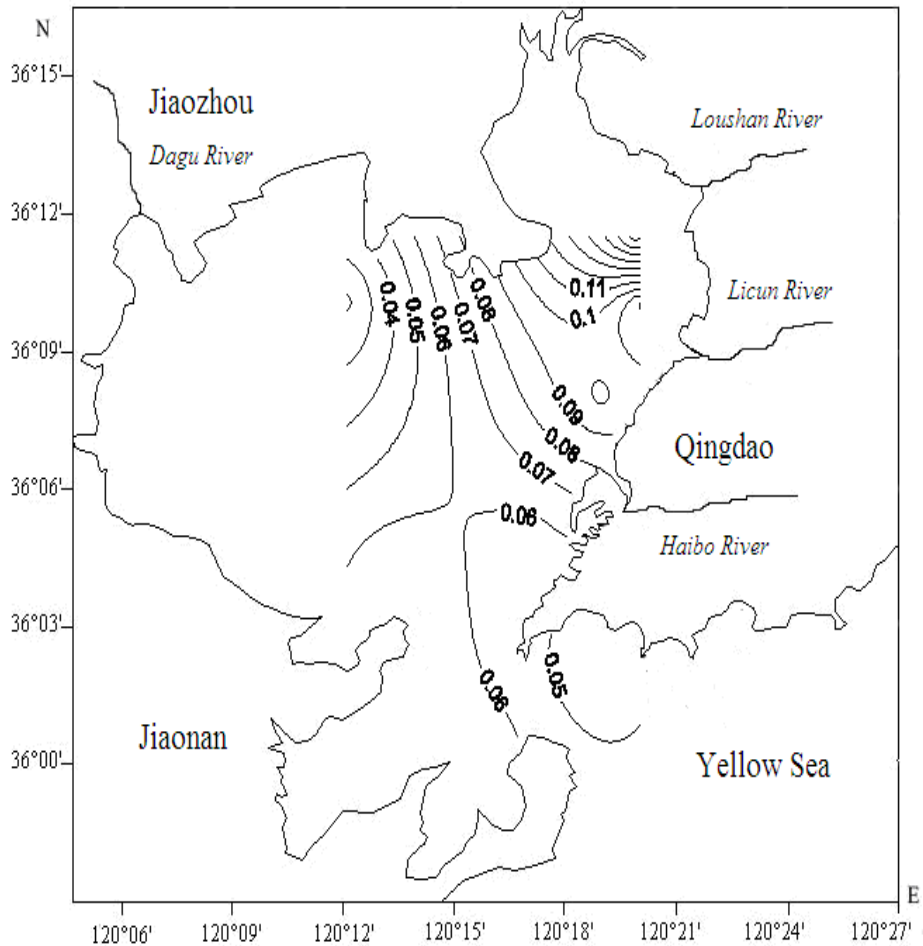 N
36°15'
Jiaozhou
Loushan River
Dagu River
36°12'
0.11
Licun River
0.04
0.05
0.06
0.07
0.08
0.1
36°09'
0.09
0.08
Qingdao
0.07
36°06'
0.06
Haibo River
36°03'
0.06
0.05
Jiaonan
36°00'
Yellow Sea
E
120°06'
120°09'
120°12'
120°15'
120°18'
120°21'
120°24'
120°27'